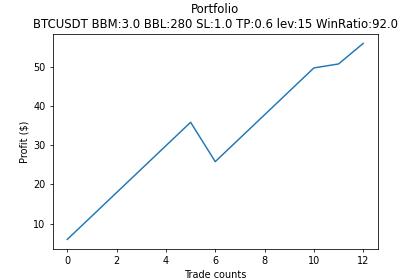 Portfolio
BTCUSDT BBM:3.0 BBL:280 SL:1.0 TP:0.6 lev:15 WinRatio:92.0
50
40
30
20
10
Profit ($)
0 2 4 6 8 10 12
Trade counts